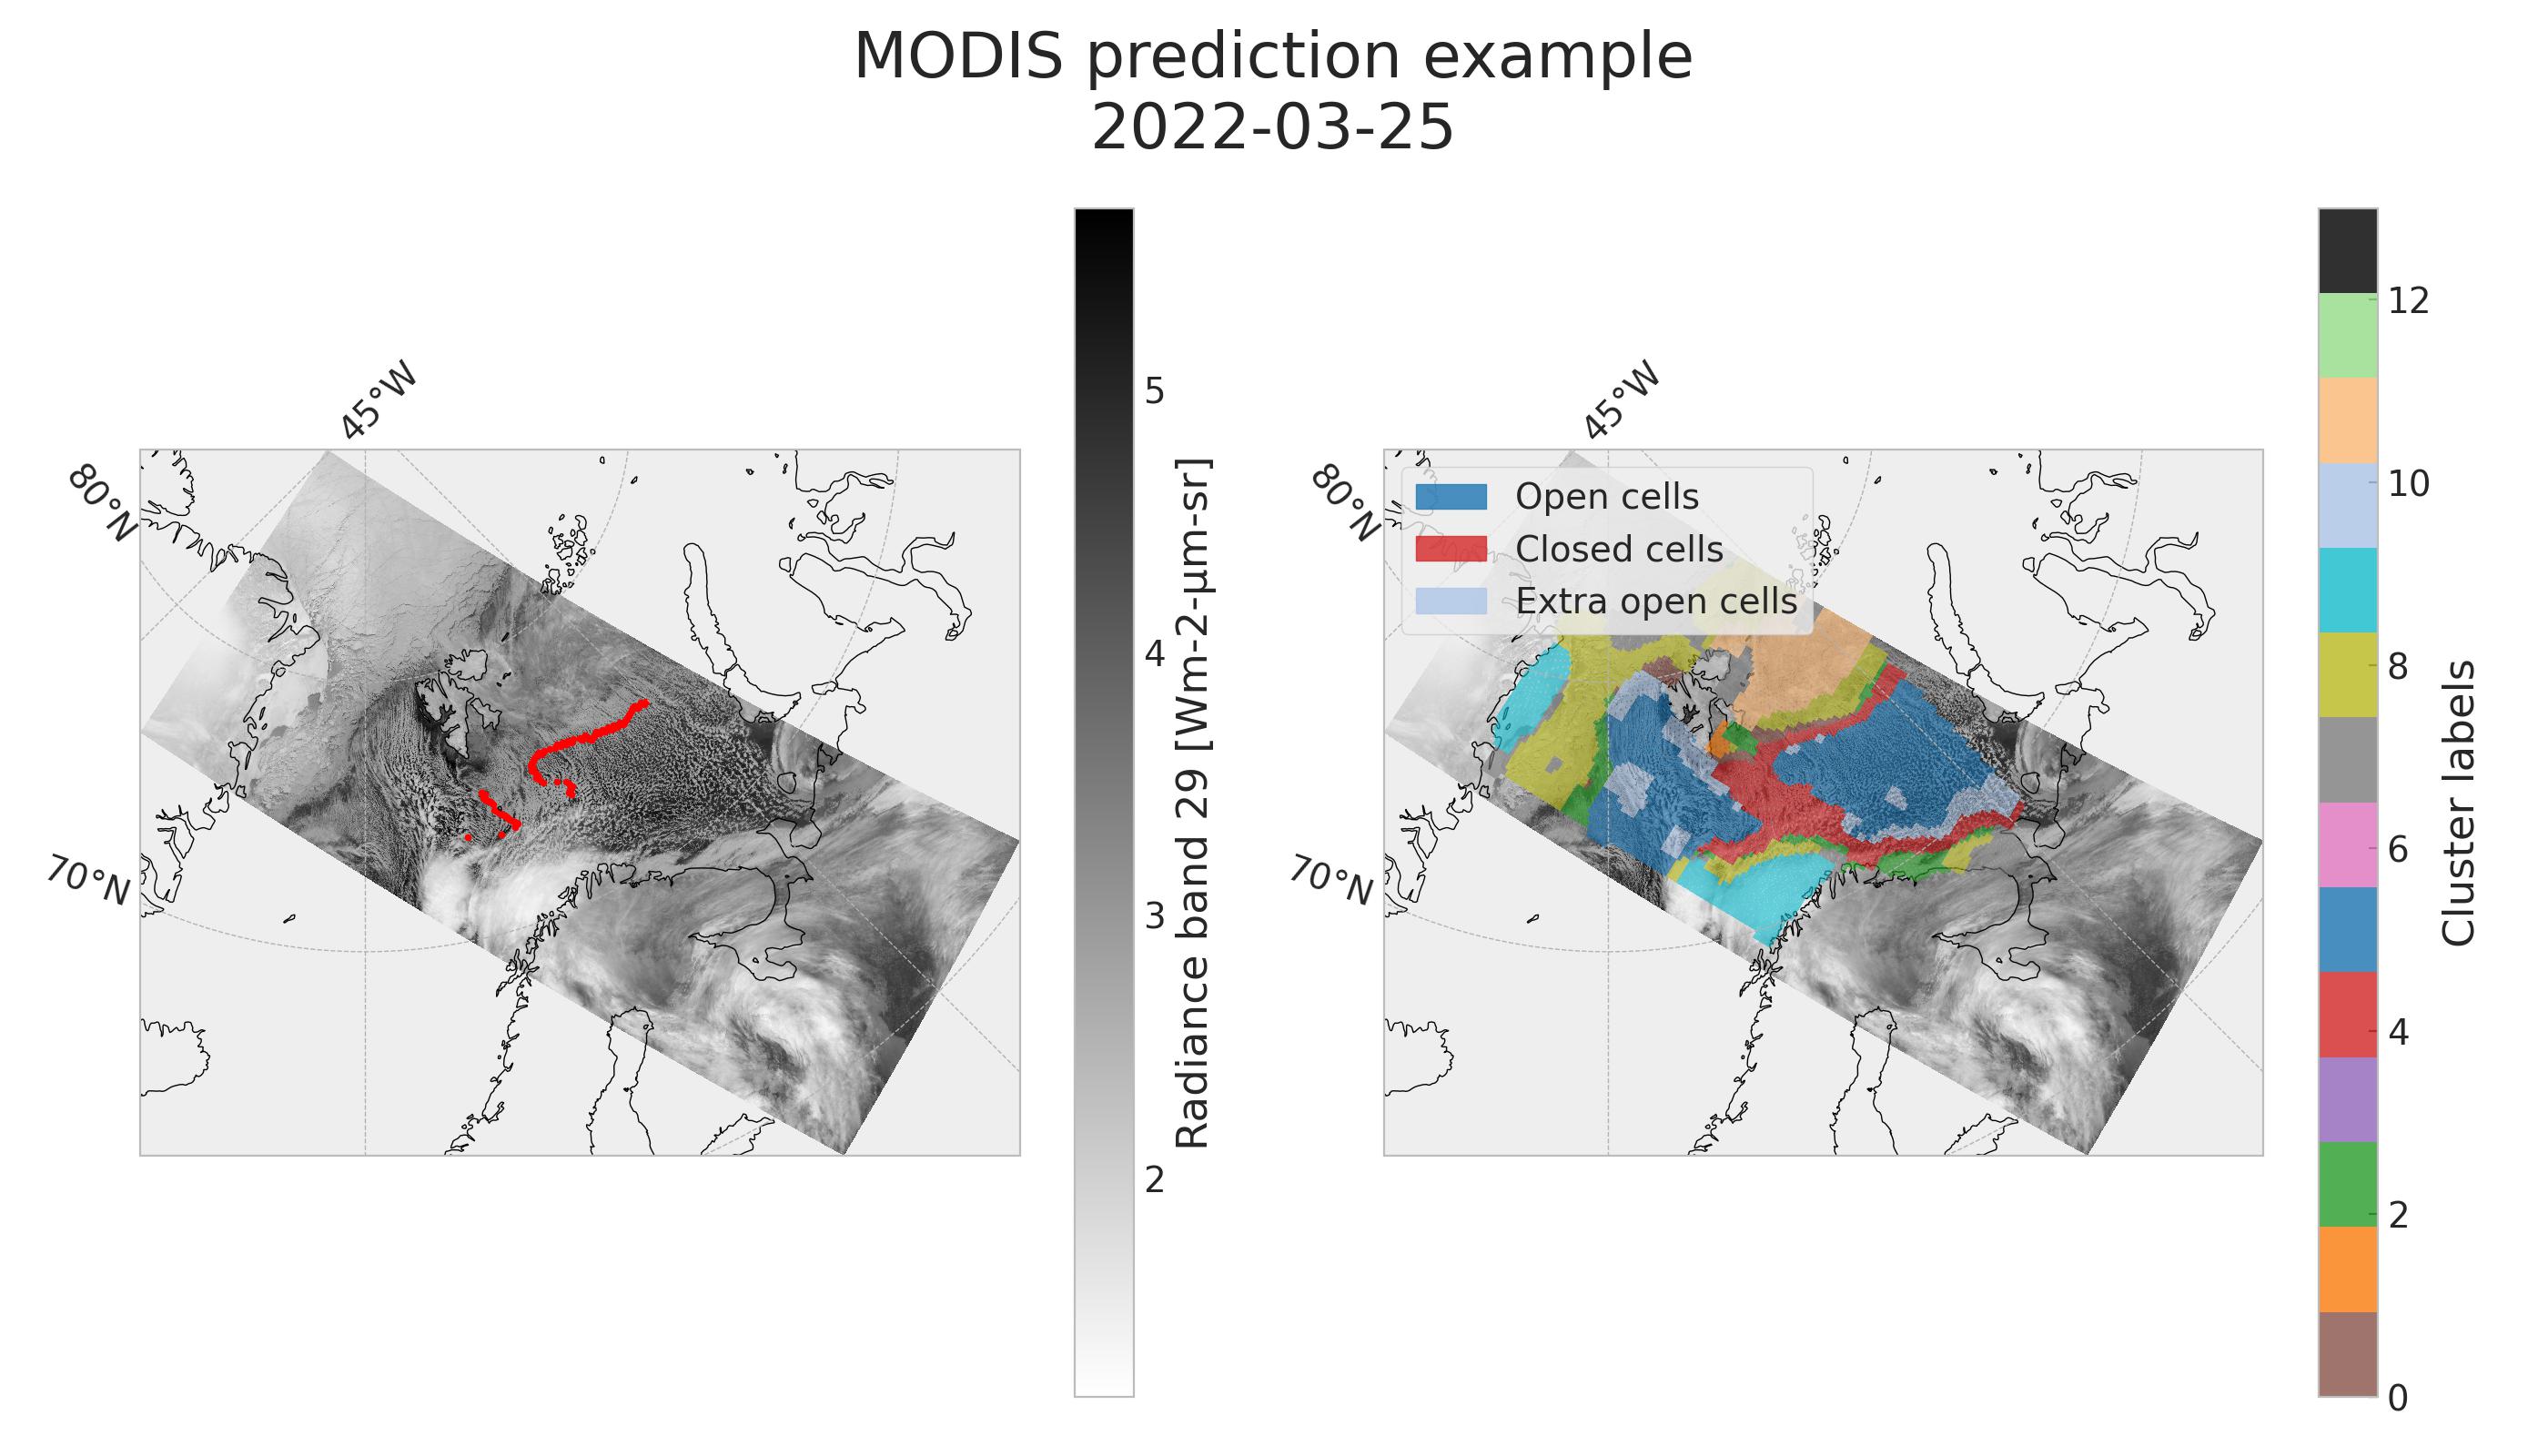 MODIS prediction example
2022-03-25
45°W
80°N
70°N
5
4
3
2
Radiance band 29 [Wm-2-µm-sr]
45°W
80°N
70°N
Open cells
Closed cells
Extra open cells
12
10
8
6
4
2
0
Cluster labels